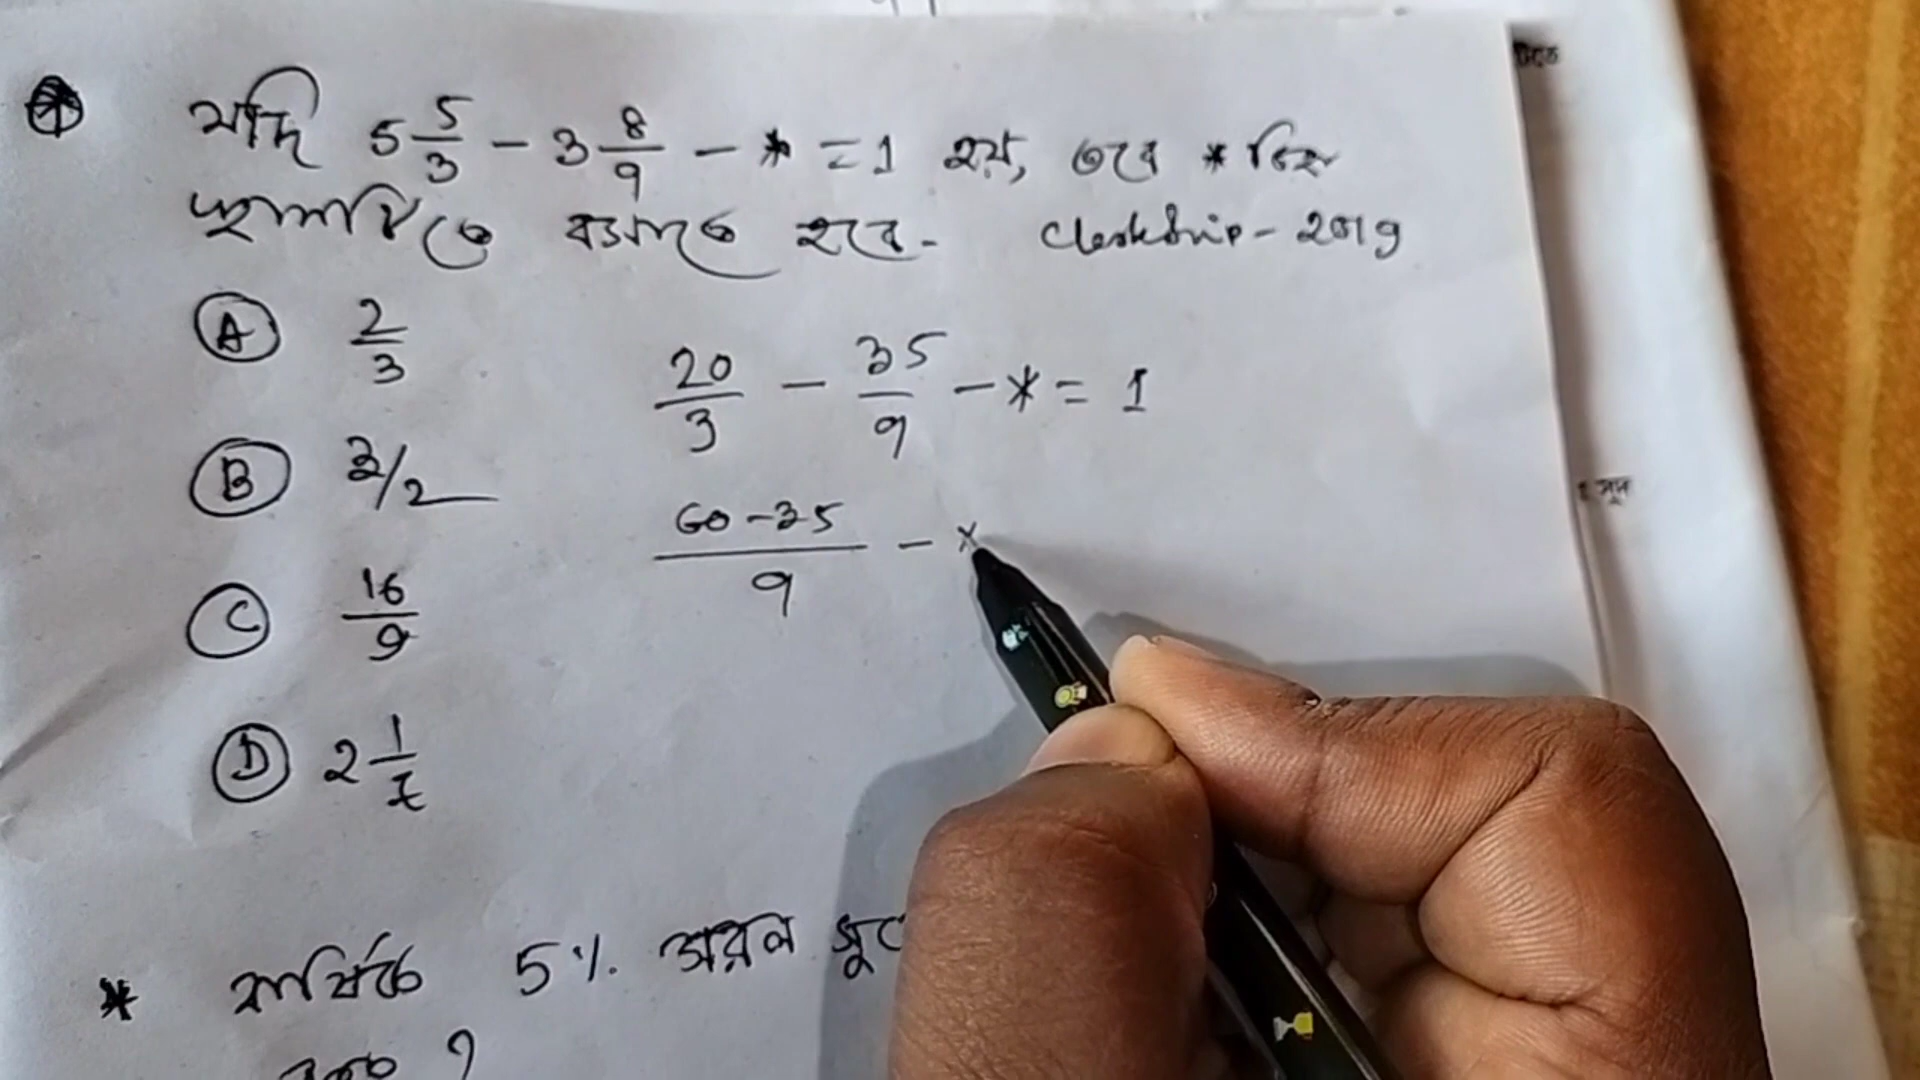 যদি 5 5/3 - 3 8/9 - * = 1 হয়, তবে * চিহ্ন
স্থানটিতে বসাতে হবে- Clerkship - 2019
A 2/3
20/3 - 35/9 - * = 1
B 3/2
60-35/9 - *
C 16/9
D 2 1/7
* বার্ষিক 5%. সরল সুদে